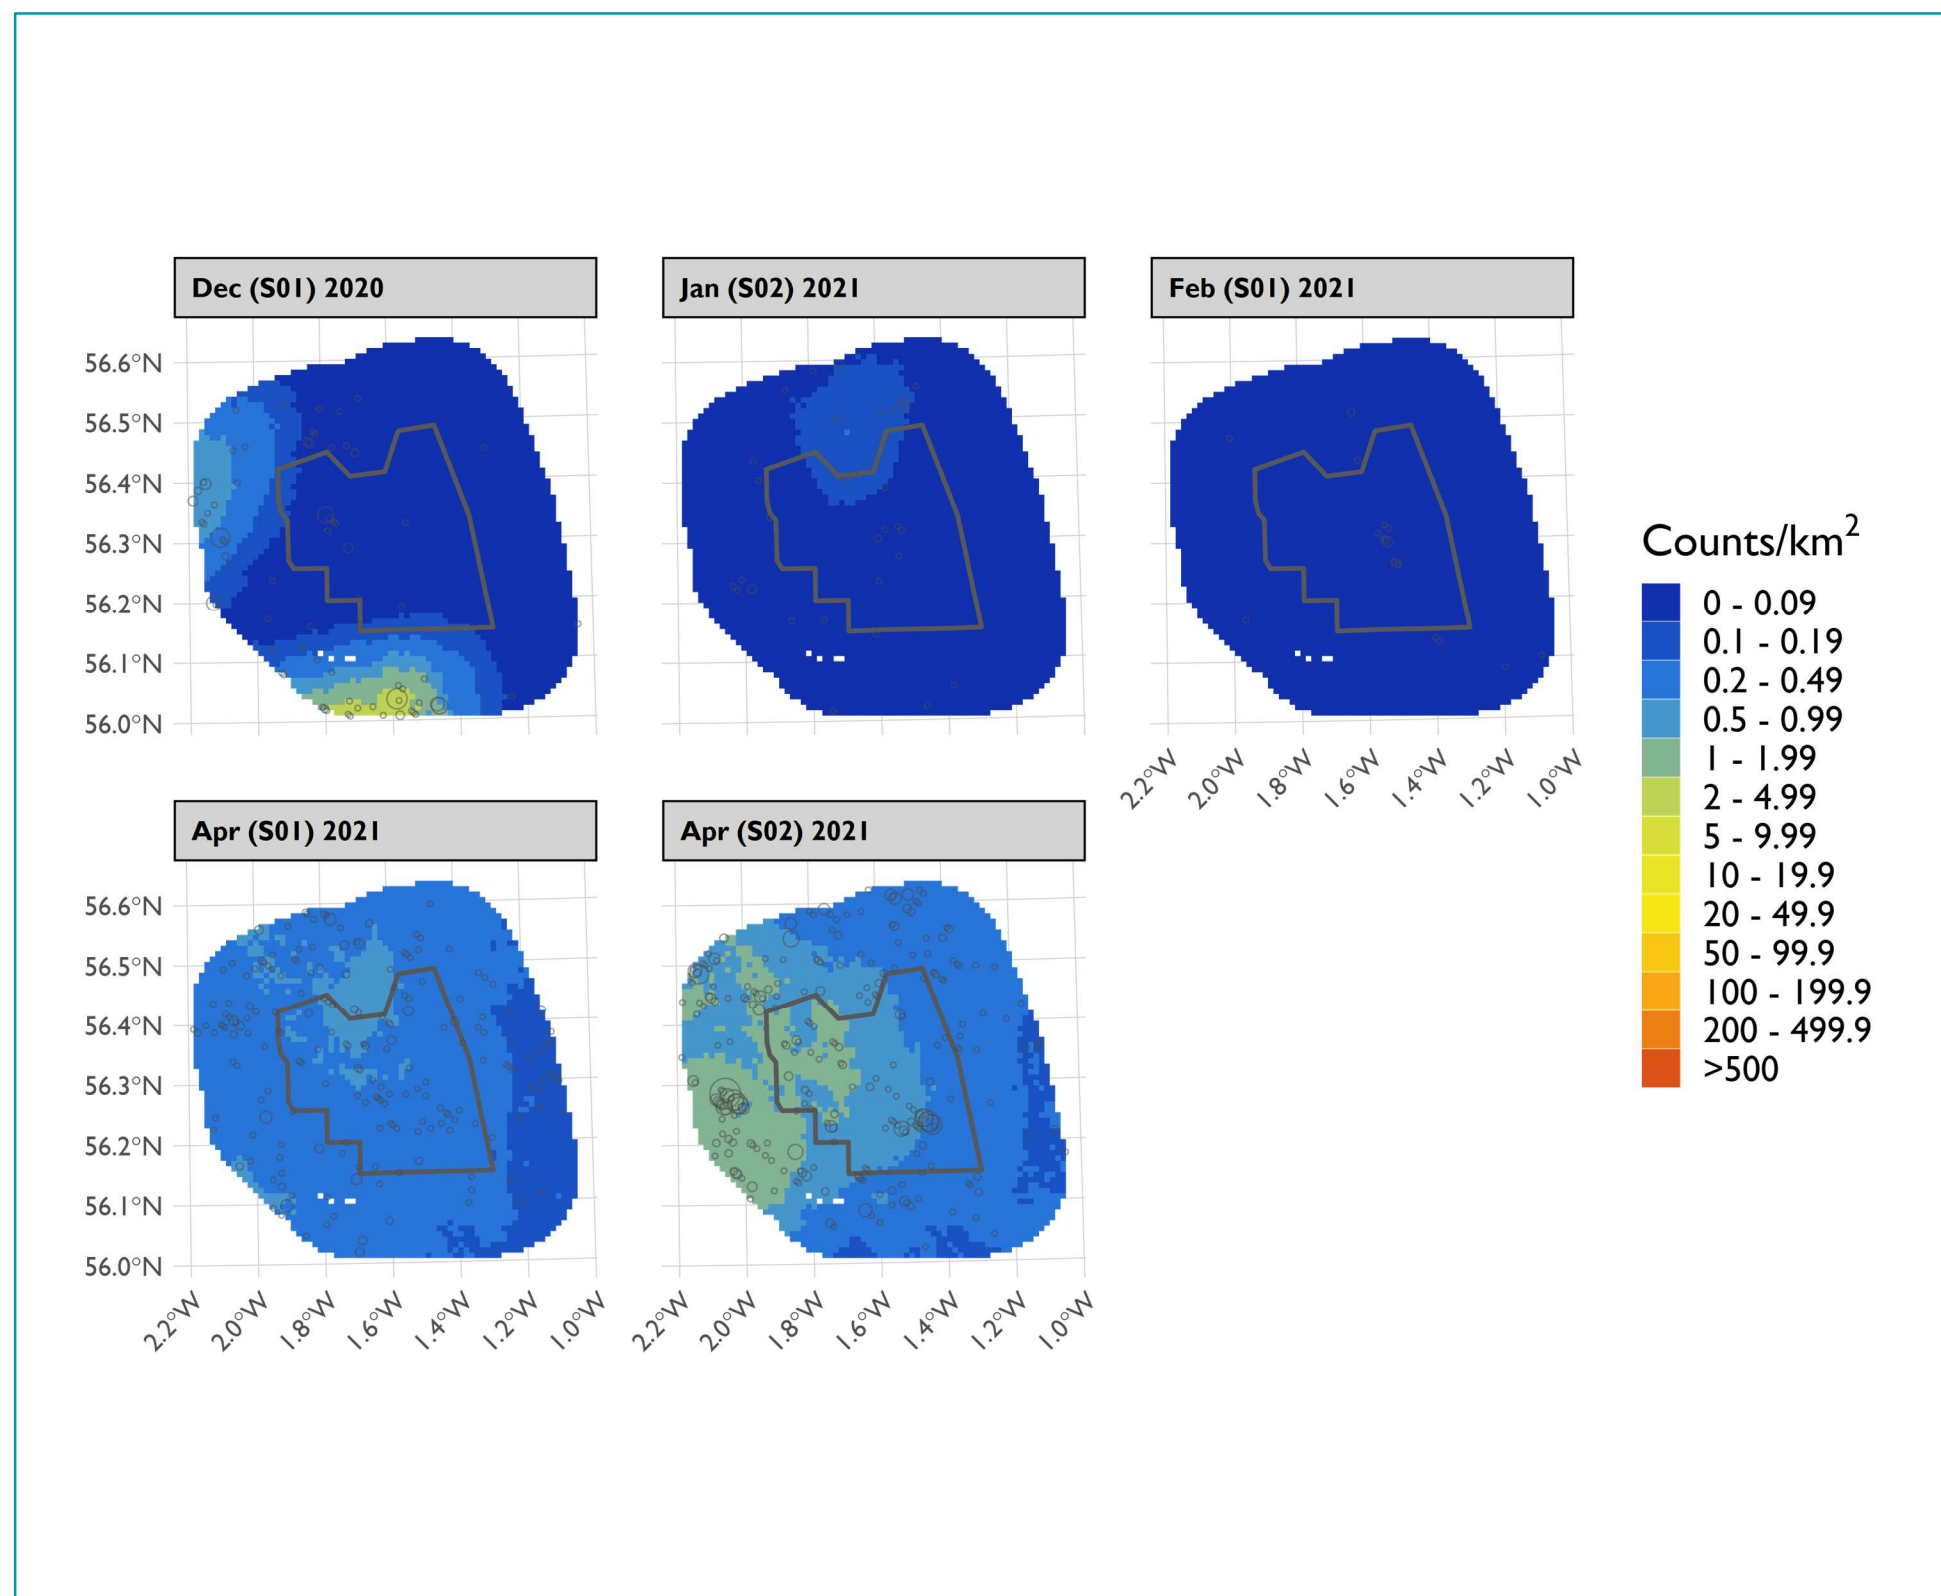 Dec (S01) 2020
Jan (S02) 2021
Feb (S01) 2021
56.6°N
56.5°N
56.4°N
56.3°N
56.2°N
56.1°N
56.0°N
2.2°W
2.0°W
1.8°W
1.6°W
1.4°W
1.2°W
1.0°W
Apr (S01) 2021
Apr (S02) 2021
56.6°N
56.5°N
56.4°N
56.3°N
56.2°N
56.1°N
56.0°N
2.2°W
2.0°W
1.8°W
1.6°W
1.4°W
1.2°W
1.0°W
2.2°W
2.0°W
1.8°W
1.6°W
1.4°W
1.2°W
1.0°W
Counts/km²
0 - 0.09
0.1 - 0.19
0.2 - 0.49
0.5 - 0.99
1 - 1.99
2 - 4.99
5 - 9.99
10 - 19.9
20 - 49.9
50 - 99.9
100 - 199.9
200 - 499.9
>500